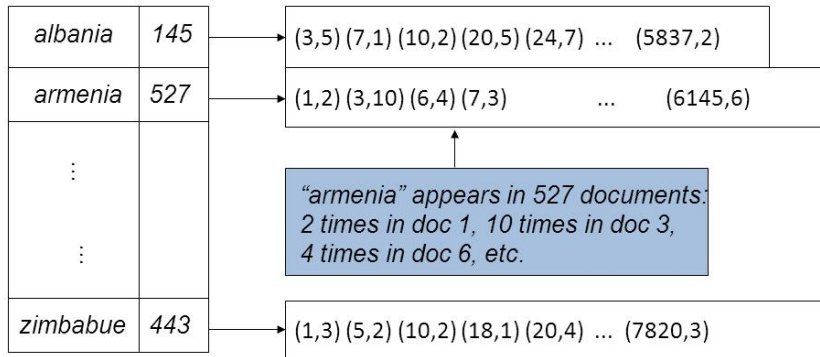 albania 145 (3,5) (7,1) (10,2) (20,5) (24,7) ... (5837,2)
armenia 527 (1,2) (3,10) (6,4) (7,3) ... (6145,6)
⋮
"armenia" appears in 527 documents:
2 times in doc 1, 10 times in doc 3,
4 times in doc 6, etc.
⋮
zimbabue 443 (1,3) (5,2) (10,2) (18,1) (20,4) ... (7820,3)